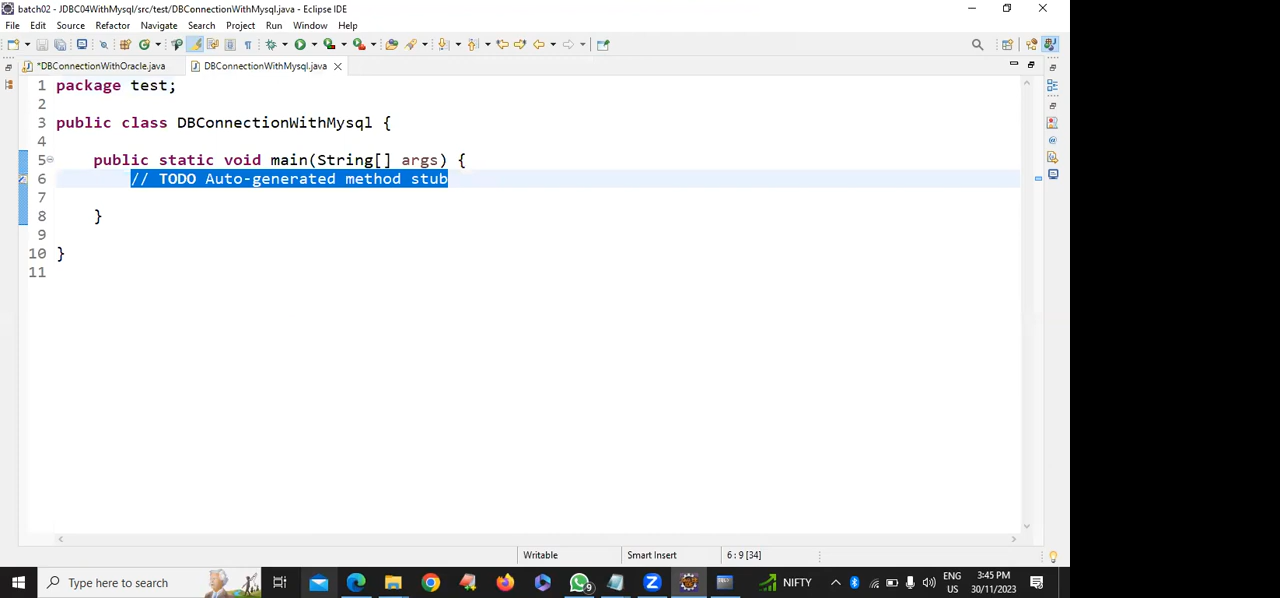 batch02 - JDBC04WithMysql/src/test/DBConnectionWithMysql.java - Eclipse IDE
File Edit Source Refactor Navigate Search Project Run Window Help
*DBConnectionWithOracle.java DBConnectionWithMysql.java
1 package test;
2
3 public class DBConnectionWithMysql {
4
5 public static void main(String[] args) {
6 // TODO Auto-generated method stub
7
8 }
9
10 }
11
Writable Smart Insert 6 : 9 [34]
Type here to search 9 NIFTY ENG US 3:45 PM 30/11/2023